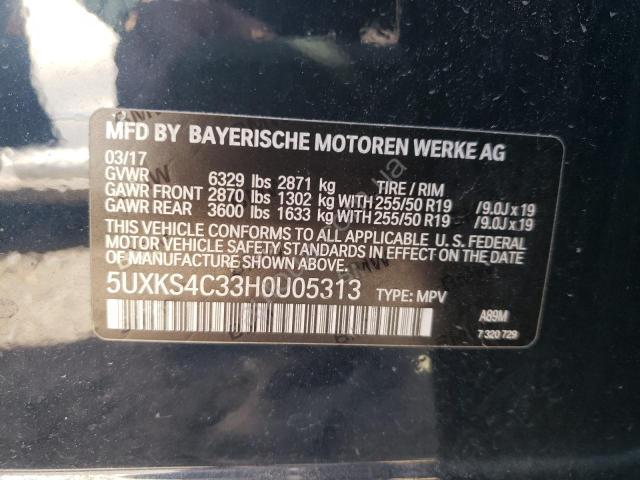 MFD BY BAYERISCHE MOTOREN WERKE AG
03/17
GVWR 6329 lbs 2871 kg TIRE / RIM
GAWR FRONT 2870 lbs 1302 kg WITH 255/50 R19 /9.0J x 19
GAWR REAR 3600 lbs 1633 kg WITH 255/50 R19 /9.0J x 19
THIS VEHICLE CONFORMS TO ALL APPLICABLE U. S. FEDERAL
MOTOR VEHICLE SAFETY STANDARDS IN EFFECT ON THE DATE
OF MANUFACTURE SHOWN ABOVE.
5UXKS4C33H0U05313 TYPE: MPV
A89M
7 320 729